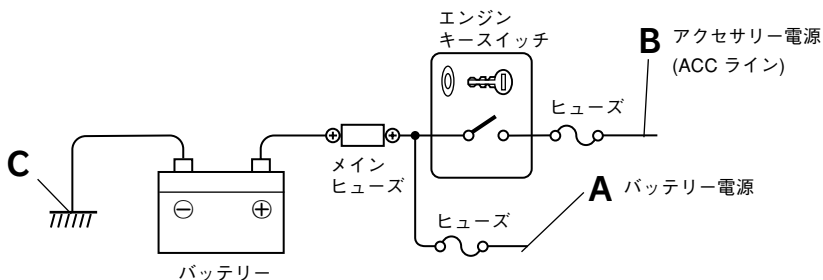 エンジン
キースイッチ
B アクセサリー電源
(ACC ライン)
ヒューズ
メイン
ヒューズ
C
A バッテリー電源
ヒューズ
⊖ ⊕
バッテリー